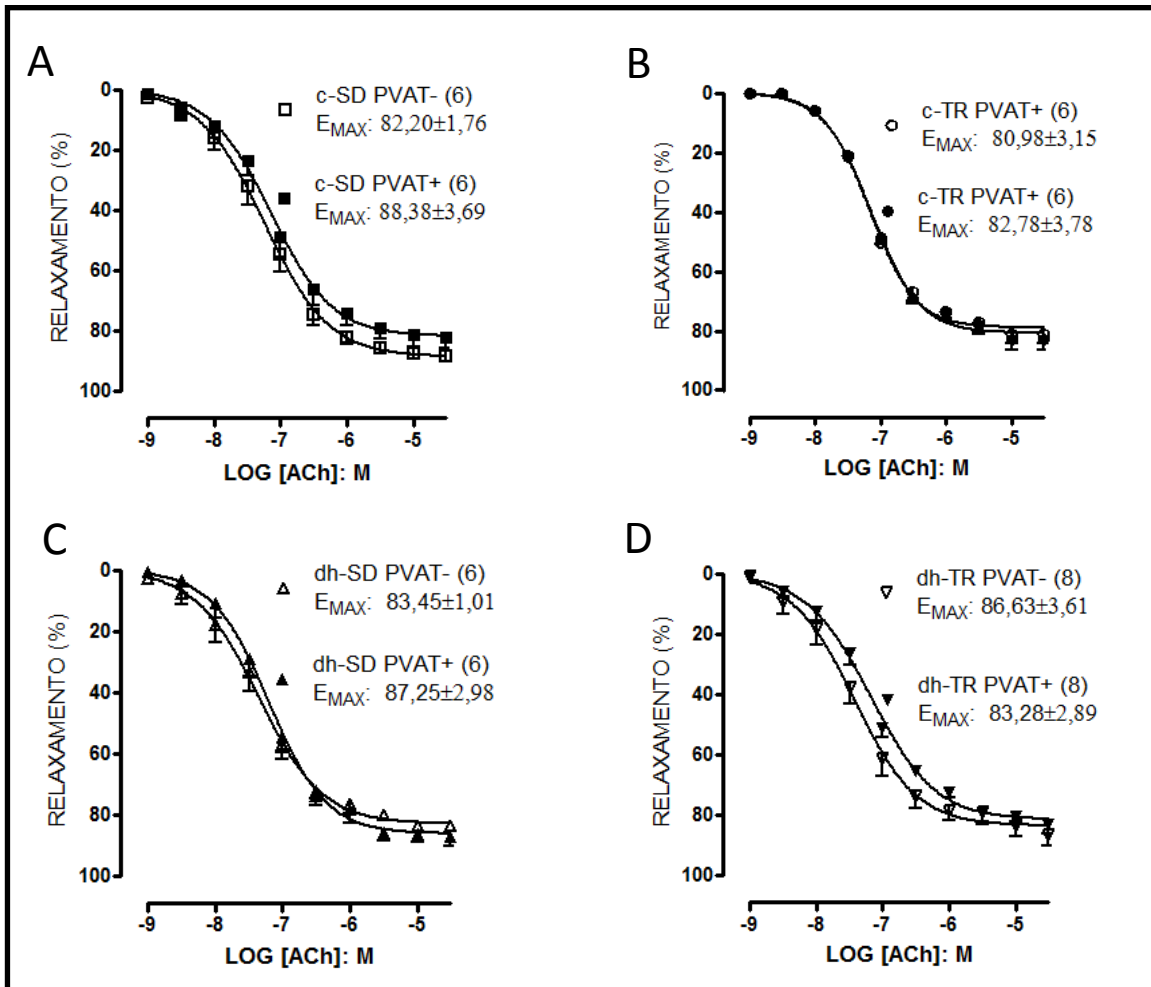 A
0
20
40
60
80
100
RELAXAMENTO (%)
c-SD PVAT- (6)
EMAX: 82,20±1,76
c-SD PVAT+ (6)
EMAX: 88,38±3,69
-9 -8 -7 -6 -5
LOG [ACh]: M
B
0
20
40
60
80
100
RELAXAMENTO (%)
c-TR PVAT+ (6)
EMAX: 80,98±3,15
c-TR PVAT+ (6)
EMAX: 82,78±3,78
-9 -8 -7 -6 -5
LOG [ACh]: M
C
0
20
40
60
80
100
RELAXAMENTO (%)
dh-SD PVAT- (6)
EMAX: 83,45±1,01
dh-SD PVAT+ (6)
EMAX: 87,25±2,98
-9 -8 -7 -6 -5
LOG [ACh]: M
D
0
20
40
60
80
100
RELAXAMENTO (%)
dh-TR PVAT- (8)
EMAX: 86,63±3,61
dh-TR PVAT+ (8)
EMAX: 83,28±2,89
-9 -8 -7 -6 -5
LOG [ACh]: M